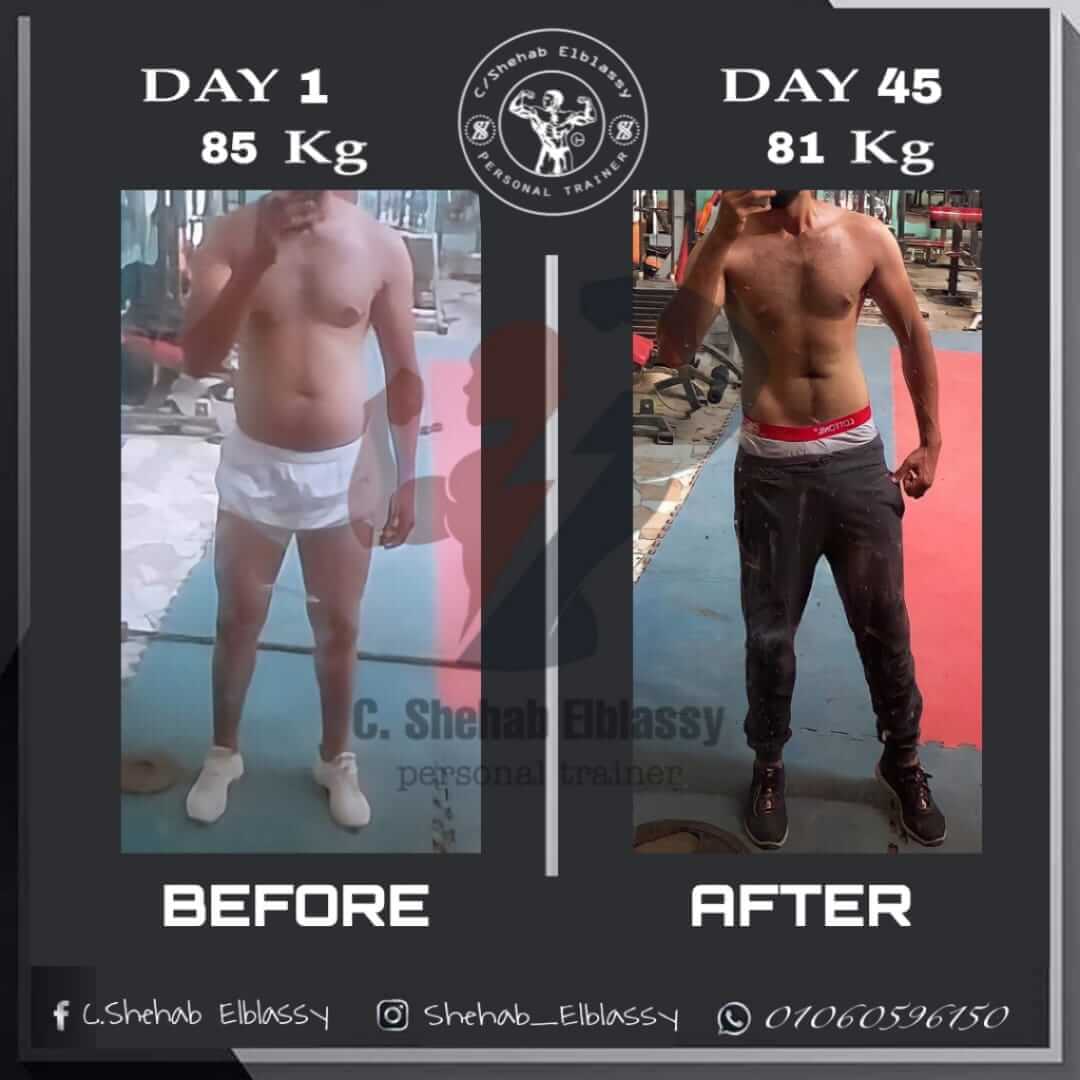 DAY 1
85 Kg
C/Shehab Elblassy
PERSONAL TRAINER
DAY 45
81 Kg
C. Shehab Elblassy
personal trainer
BEFORE
AFTER
C.Shehab Elblassy
Shehab_Elblassy
01060596150